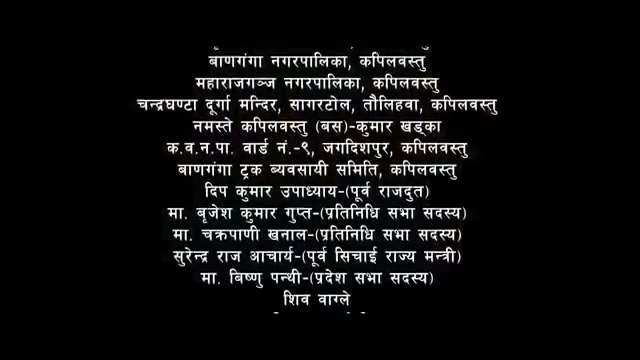 बाणगंगा नगरपालिका, कपिलवस्तु
महाराजगञ्ज नगरपालिका, कपिलवस्तु
चन्द्रघण्टा दूर्गा मन्दिर, सागरटोल, तौलिहवा, कपिलवस्तु
नमस्ते कपिलवस्तु (बस)-कुमार खड्का
क.व.न.पा. वार्ड नं.-९, जगदिशपुर, कपिलवस्तु
बाणगंगा ट्रक ब्यवसायी समिति, कपिलवस्तु
दिप कुमार उपाध्याय-(पूर्व राजदुत)
मा. बृजेश कुमार गुप्त-(प्रतिनिधि सभा सदस्य)
मा. चक्रपाणी खनाल-(प्रतिनिधि सभा सदस्य)
सुरेन्द्र राज आचार्य-(पूर्व सिचाई राज्य मन्त्री)
मा. बिष्णु पन्थी-(प्रदेश सभा सदस्य)
शिव वाग्ले